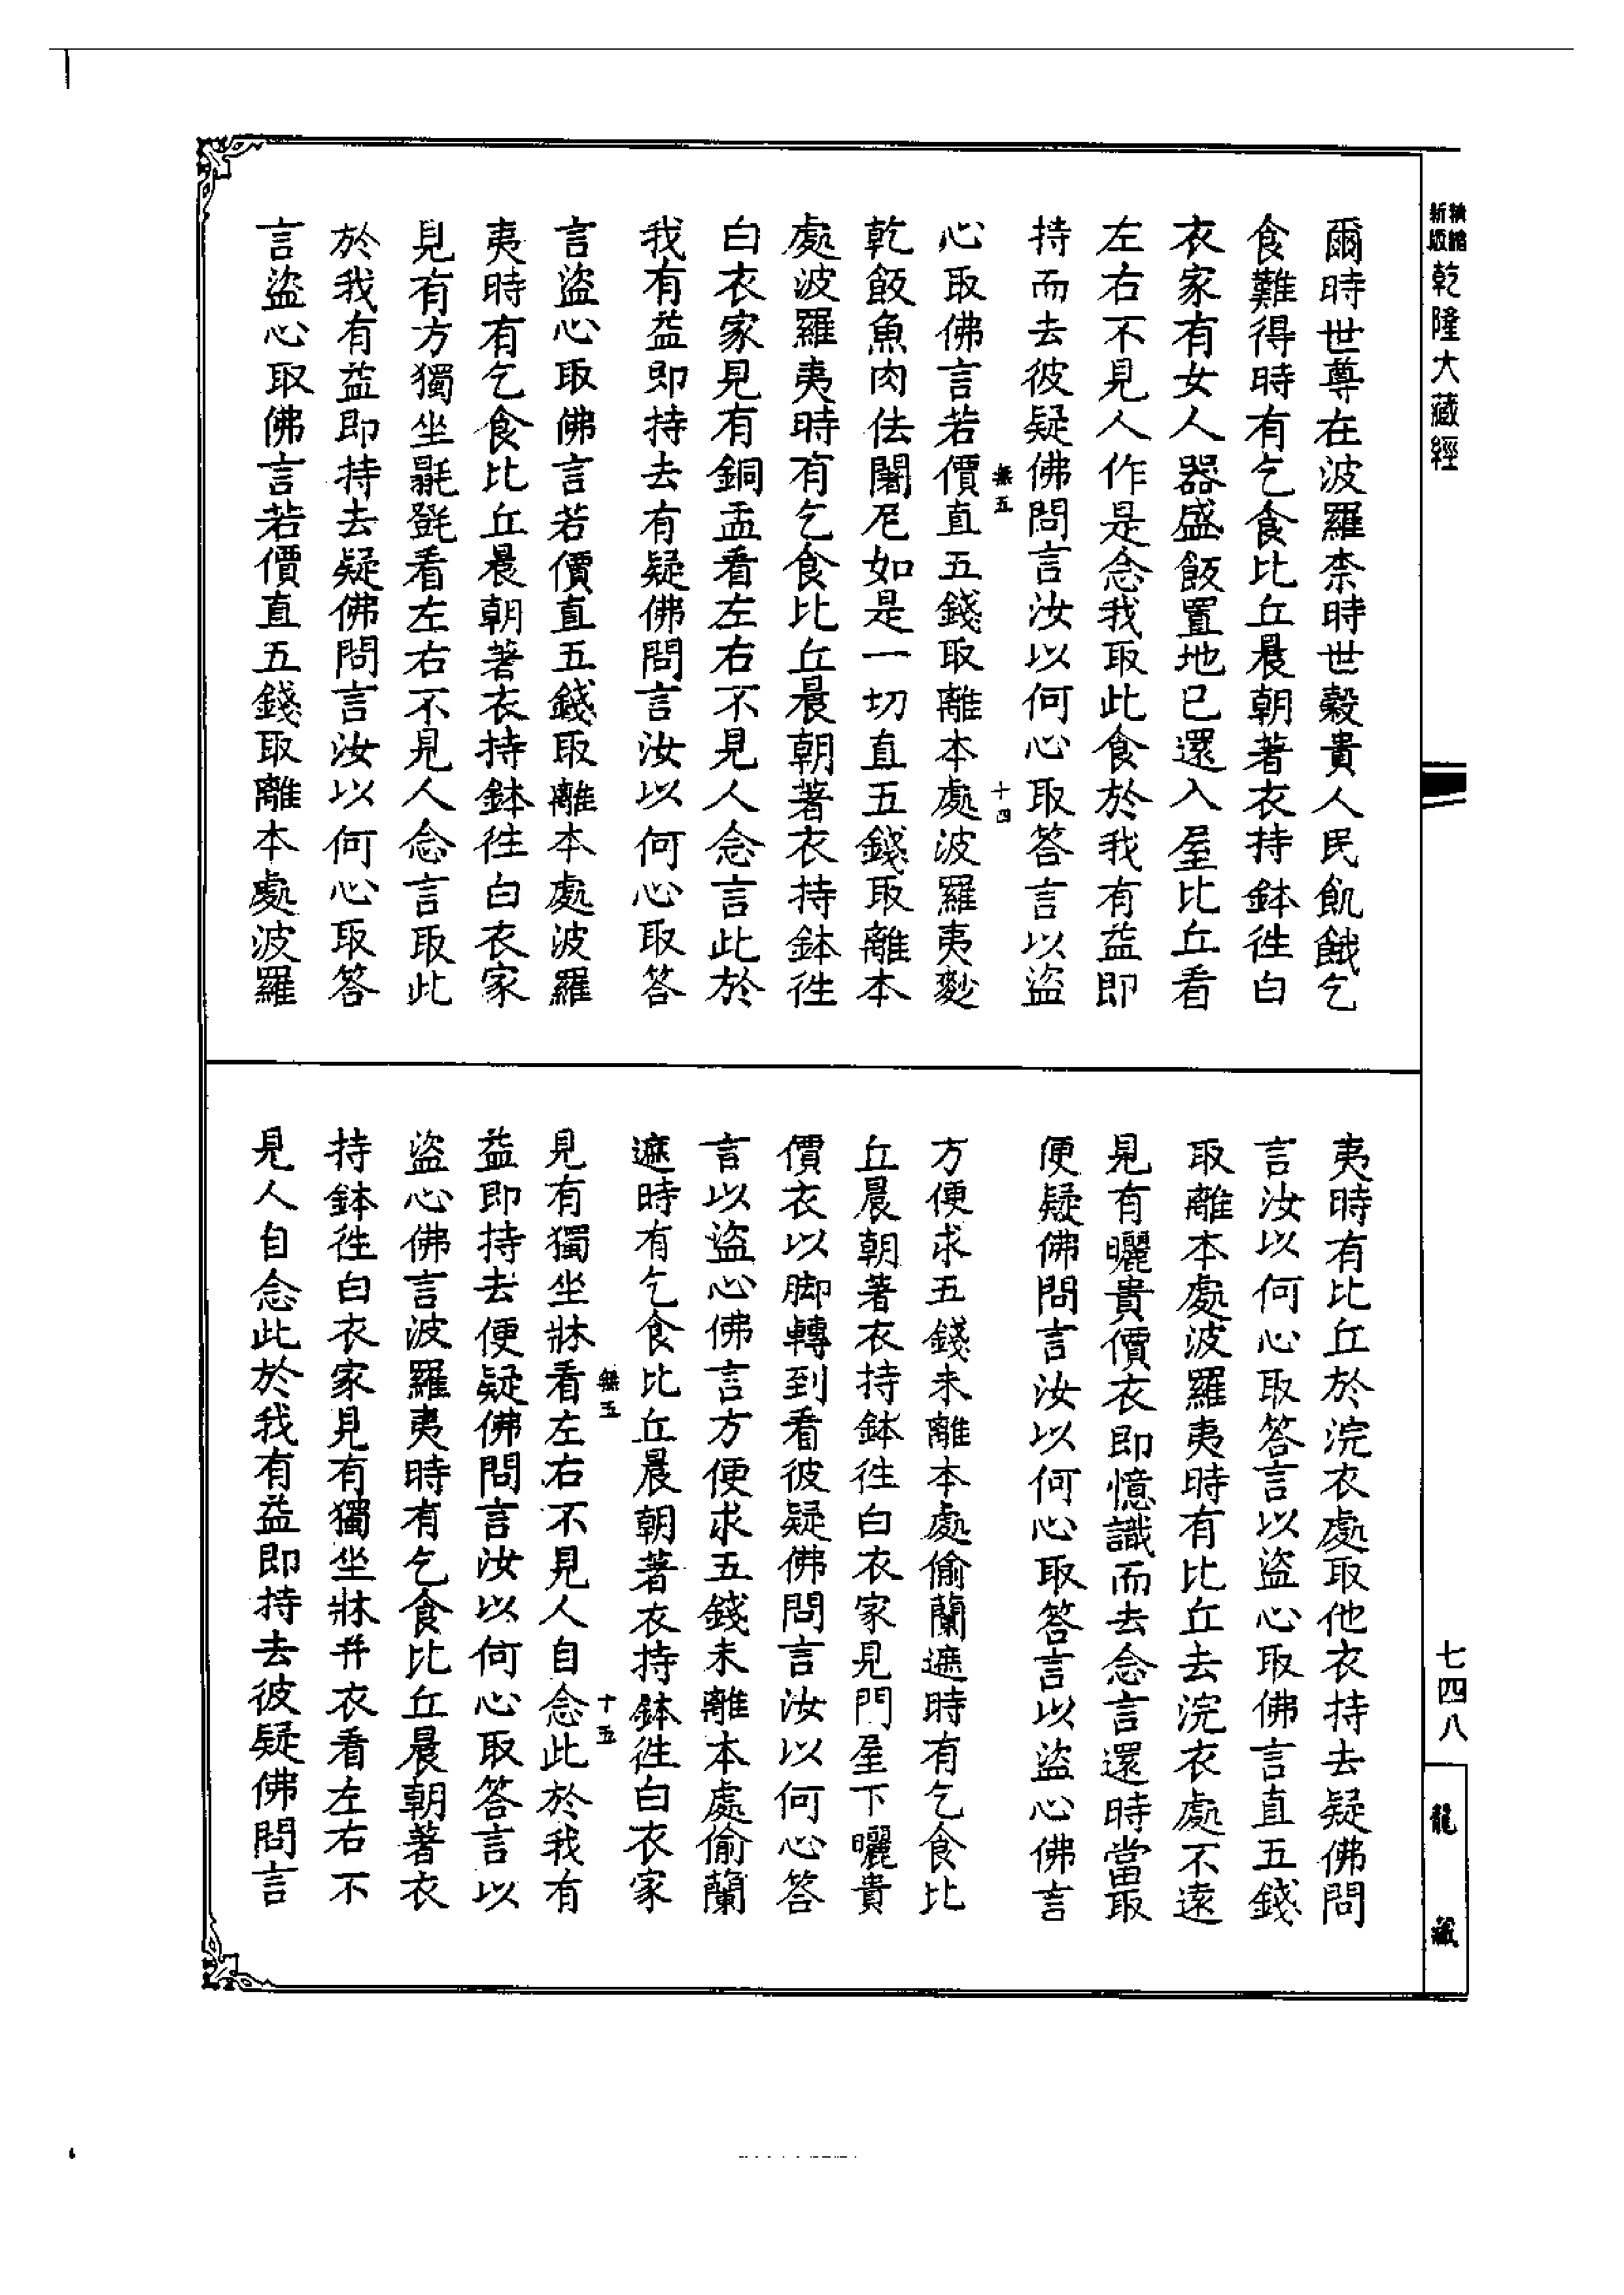 新版精縮
乾隆大藏經
七四八
龍藏
爾時世尊在波羅柰時世穀貴人民飢餓乞
食難得時有乞食比丘晨朝著衣持鉢徃白
衣家有女人器盛飯置地已還入屋比丘看
左右不見人作是念我取此食於我有益即
持而去彼疑佛問言汝以何心取答言以盜
無五
十四
心取佛言若價直五錢取離本處波羅夷麨
乾飯魚肉佉闍尼如是一切直五錢取離本
處波羅夷時有乞食比丘晨朝著衣持鉢徃
白衣家見有銅盂看左右不見人念言此於
我有益即持去有疑佛問言汝以何心取答
言盜心取佛言若價直五錢取離本處波羅
夷時有乞食比丘晨朝著衣持鉢徃白衣家
見有方獨坐㲲㲪看左右不見人念言取此
於我有益即持去疑佛問言汝以何心取答
言盜心取佛言若價直五錢取離本處波羅
夷時有比丘於浣衣處取他衣持去疑佛問
言汝以何心取答言以盜心取佛言直五錢
取離本處波羅夷時有比丘去浣衣處不遠
見有曬貴價衣即憶識而去念言還時當取
便疑佛問言汝以何心取答言以盜心佛言
方便求五錢未離本處偷蘭遮時有乞食比
丘晨朝著衣持鉢徃白衣家見門屋下曬貴
價衣以脚轉到看彼疑佛問言汝以何心答
言以盜心佛言方便求五錢未離本處偷蘭
遮時有乞食比丘晨朝著衣持鉢徃白衣家
無五
十五
見有獨坐牀看左右不見人自念此於我有
益即持去便疑佛問言汝以何心取答言以
盜心佛言波羅夷時有乞食比丘晨朝著衣
持鉢徃白衣家見有獨坐牀并衣看左右不
見人自念此於我有益即持去彼疑佛問言